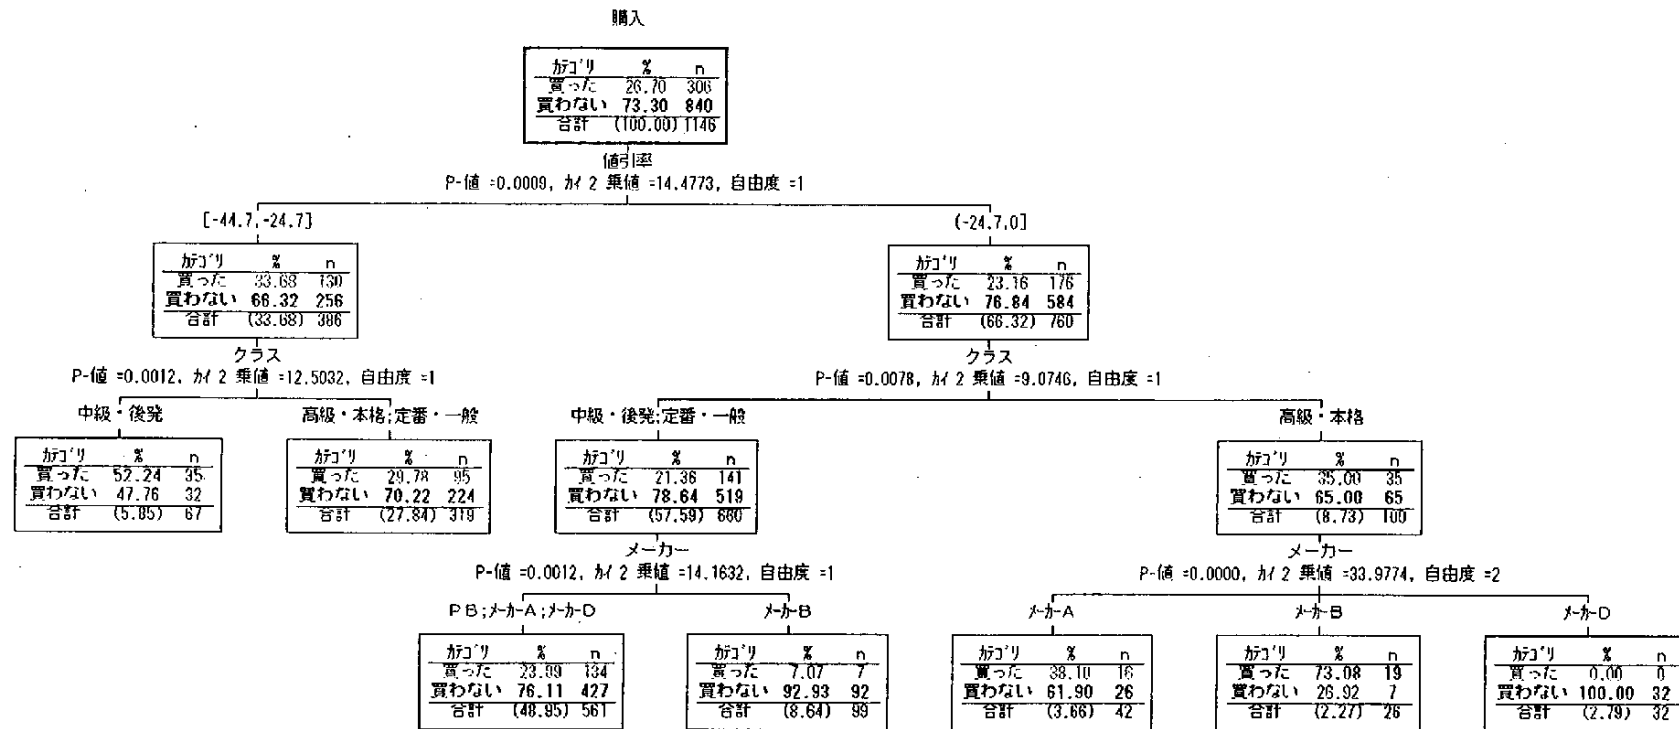 購入
カテゴリ % n
買った 26.70 306
買わない 73.30 840
合計 (100.00) 1146
値引率
P-値 =0.0009, カイ2乗値 =14.4773, 自由度 =1
[-44.7,-24.7]
(-24.7,0]
カテゴリ % n
買った 33.68 130
買わない 66.32 256
合計 (33.68) 386
カテゴリ % n
買った 23.16 176
買わない 76.84 584
合計 (66.32) 760
クラス
P-値 =0.0012, カイ2乗値 =12.5032, 自由度 =1
クラス
P-値 =0.0078, カイ2乗値 =9.0746, 自由度 =1
中級・後発
高級・本格;定番・一般
中級・後発;定番・一般
高級・本格
カテゴリ % n
買った 52.24 35
買わない 47.76 32
合計 (5.85) 67
カテゴリ % n
買った 29.78 95
買わない 70.22 224
合計 (27.84) 319
カテゴリ % n
買った 21.36 141
買わない 78.64 519
合計 (57.59) 660
カテゴリ % n
買った 35.00 35
買わない 65.00 65
合計 (8.73) 100
メーカー
P-値 =0.0012, カイ2乗値 =14.1632, 自由度 =1
メーカー
P-値 =0.0000, カイ2乗値 =33.9774, 自由度 =2
PB;メーカーA;メーカーD
メーカーB
メーカーA
メーカーB
メーカーD
カテゴリ % n
買った 23.89 134
買わない 76.11 427
合計 (48.95) 561
カテゴリ % n
買った 7.07 7
買わない 92.93 92
合計 (8.64) 99
カテゴリ % n
買った 38.10 16
買わない 61.90 26
合計 (3.66) 42
カテゴリ % n
買った 73.08 19
買わない 26.92 7
合計 (2.27) 26
カテゴリ % n
買った 0.00 0
買わない 100.00 32
合計 (2.79) 32